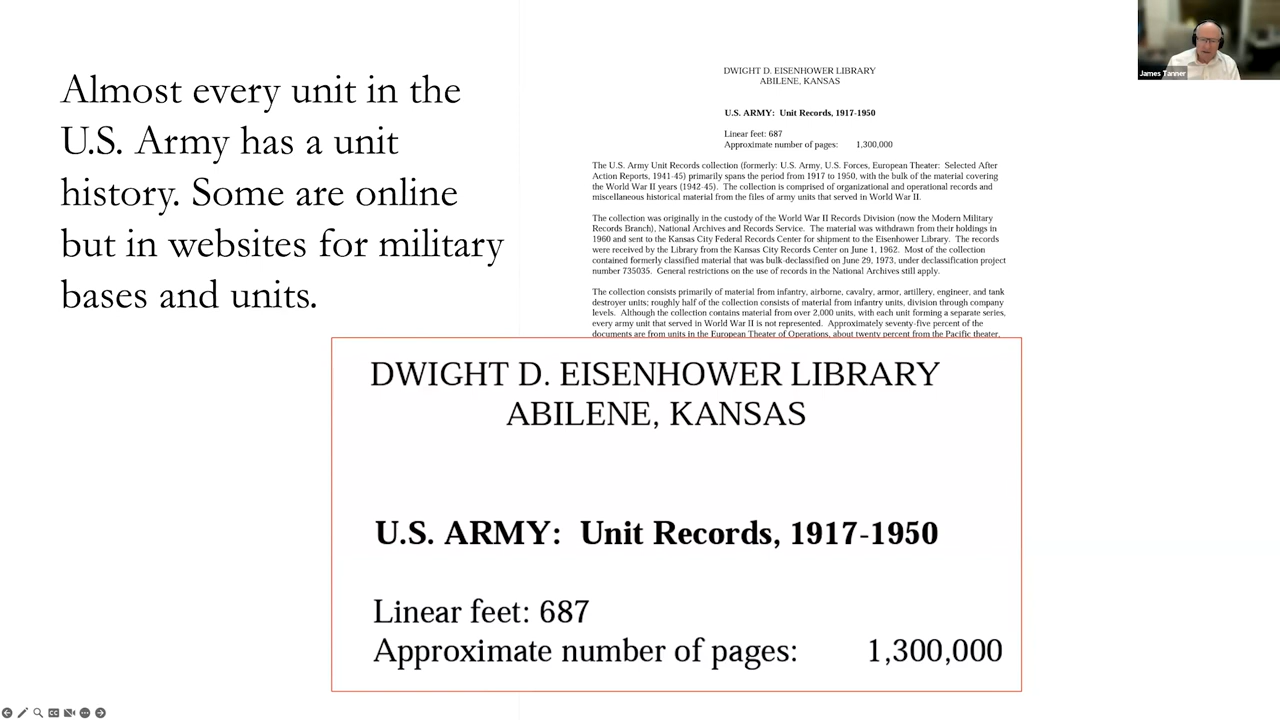 Almost every unit in the
U.S. Army has a unit
history. Some are online
but in websites for military
bases and units.
DWIGHT D. EISENHOWER LIBRARY
ABILENE, KANSAS
U.S. ARMY:  Unit Records, 1917-1950
Linear feet: 687
Approximate number of pages: 1,300,000
The U.S. Army Unit Records collection (formerly: U.S. Army, U.S. Forces, European Theater:  Selected After
Action Reports, 1941-45) primarily spans the period from 1917 to 1950, with the bulk of the material covering
the World War II years (1942-45).  The collection is comprised of organizational and operational records and
miscellaneous historical material from the files of army units that served in World War II.
The collection was originally in the custody of the World War II Records Division (now the Modern Military
Records Branch), National Archives and Records Service.  The material was withdrawn from their holdings in
1960 and sent to the Kansas City Federal Records Center for shipment to the Eisenhower Library.  The records
were received by the Library from the Kansas City Records Center on June 1, 1962.  Most of the collection
contained formerly classified material that was bulk-declassified on June 29, 1973, under declassification project
number 735035.  General restrictions on the use of records in the National Archives still apply.
The collection consists primarily of material from infantry, airborne, cavalry, armor, artillery, engineer, and tank
destroyer units; roughly half of the collection consists of material from infantry units, division through company
levels.  Although the collection contains material from over 2,000 units, with each unit forming a separate series,
every army unit that served in World War II is not represented.  Approximately seventy-five percent of the
documents are from units in the European Theater of Operations, about twenty percent from the Pacific theater,
DWIGHT D. EISENHOWER LIBRARY
ABILENE, KANSAS
U.S. ARMY:  Unit Records, 1917-1950
Linear feet: 687
Approximate number of pages: 1,300,000
James Tanner
CC